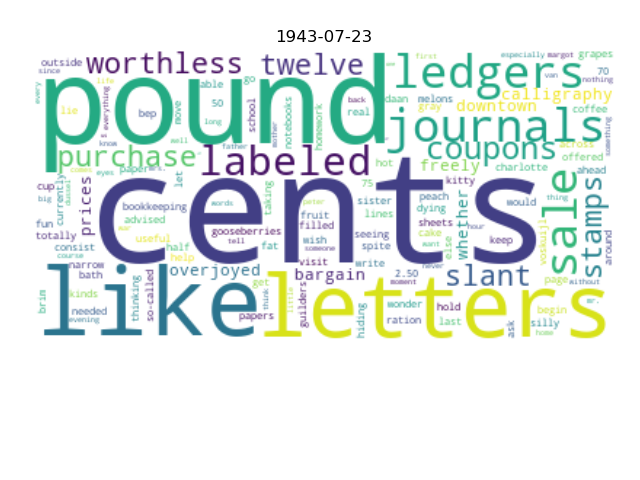 1943-07-23
outside worthless twelve ledgers grapes
since life able go first especially margot nothing 70
every everything pound move 50 school notebooks homework back real daan van melons calligraphy
lie bep long father downtown coffee something
know well mother journals across
purchase labeled hot freely coupons offered
comes paper mrs. eyes let taking 75 kitty charlotte ahead
cup prices cents words peter sister peach whether sale stamps
big currently dussel bookkeeping gooseberries fruit lines dying would thing
fun advised filled sheets hour else keep
totally war useful tell wish seeing cake want voskuijl around
consist half fat spite gray never page without
narrow course help overjoyed visit bargain 2.50 slant
bath kinds thinking so-called get write moment begin mr.
brim like think little guilders letters wonder hold silly
needed evening papers someone hiding ration last ask home